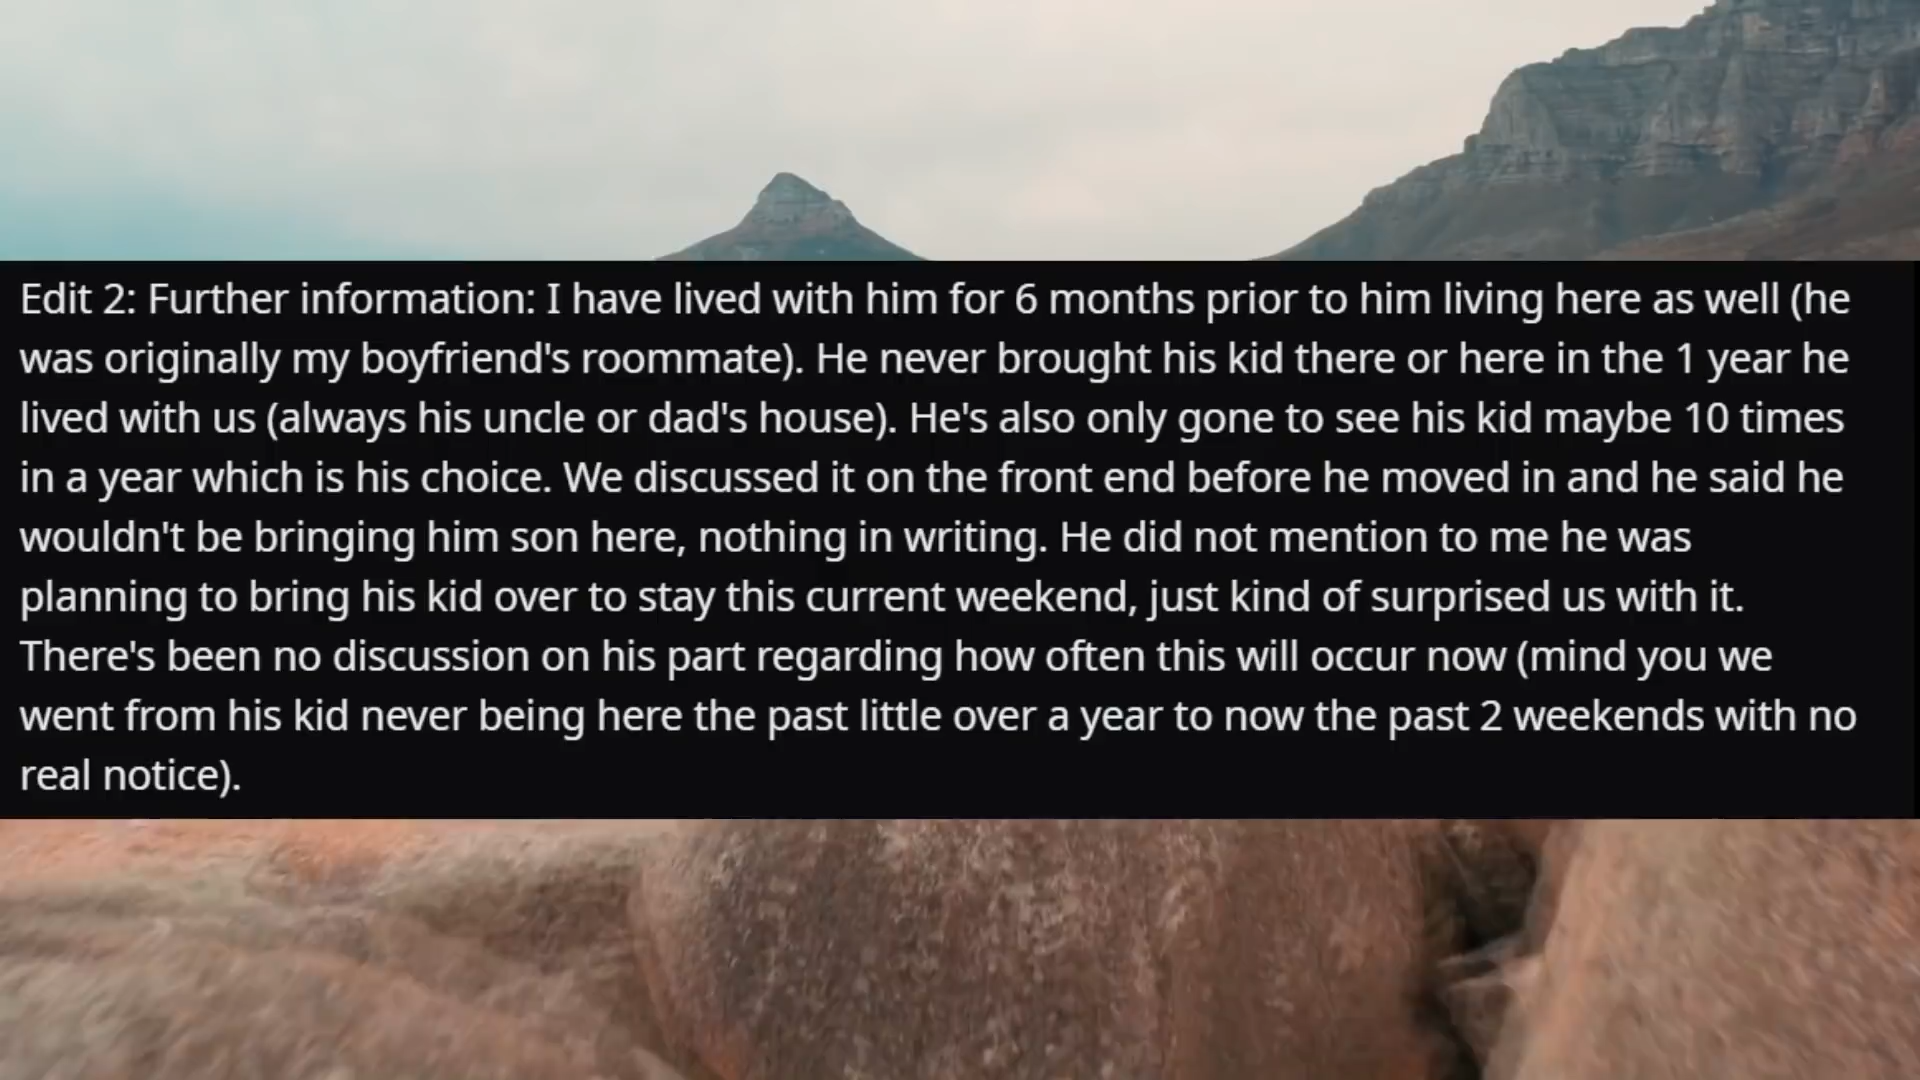 Edit 2: Further information: I have lived with him for 6 months prior to him living here as well (he
was originally my boyfriend's roommate). He never brought his kid there or here in the 1 year he
lived with us (always his uncle or dad's house). He's also only gone to see his kid maybe 10 times
in a year which is his choice. We discussed it on the front end before he moved in and he said he
wouldn't be bringing him son here, nothing in writing. He did not mention to me he was
planning to bring his kid over to stay this current weekend, just kind of surprised us with it.
There's been no discussion on his part regarding how often this will occur now (mind you we
went from his kid never being here the past little over a year to now the past 2 weekends with no
real notice).